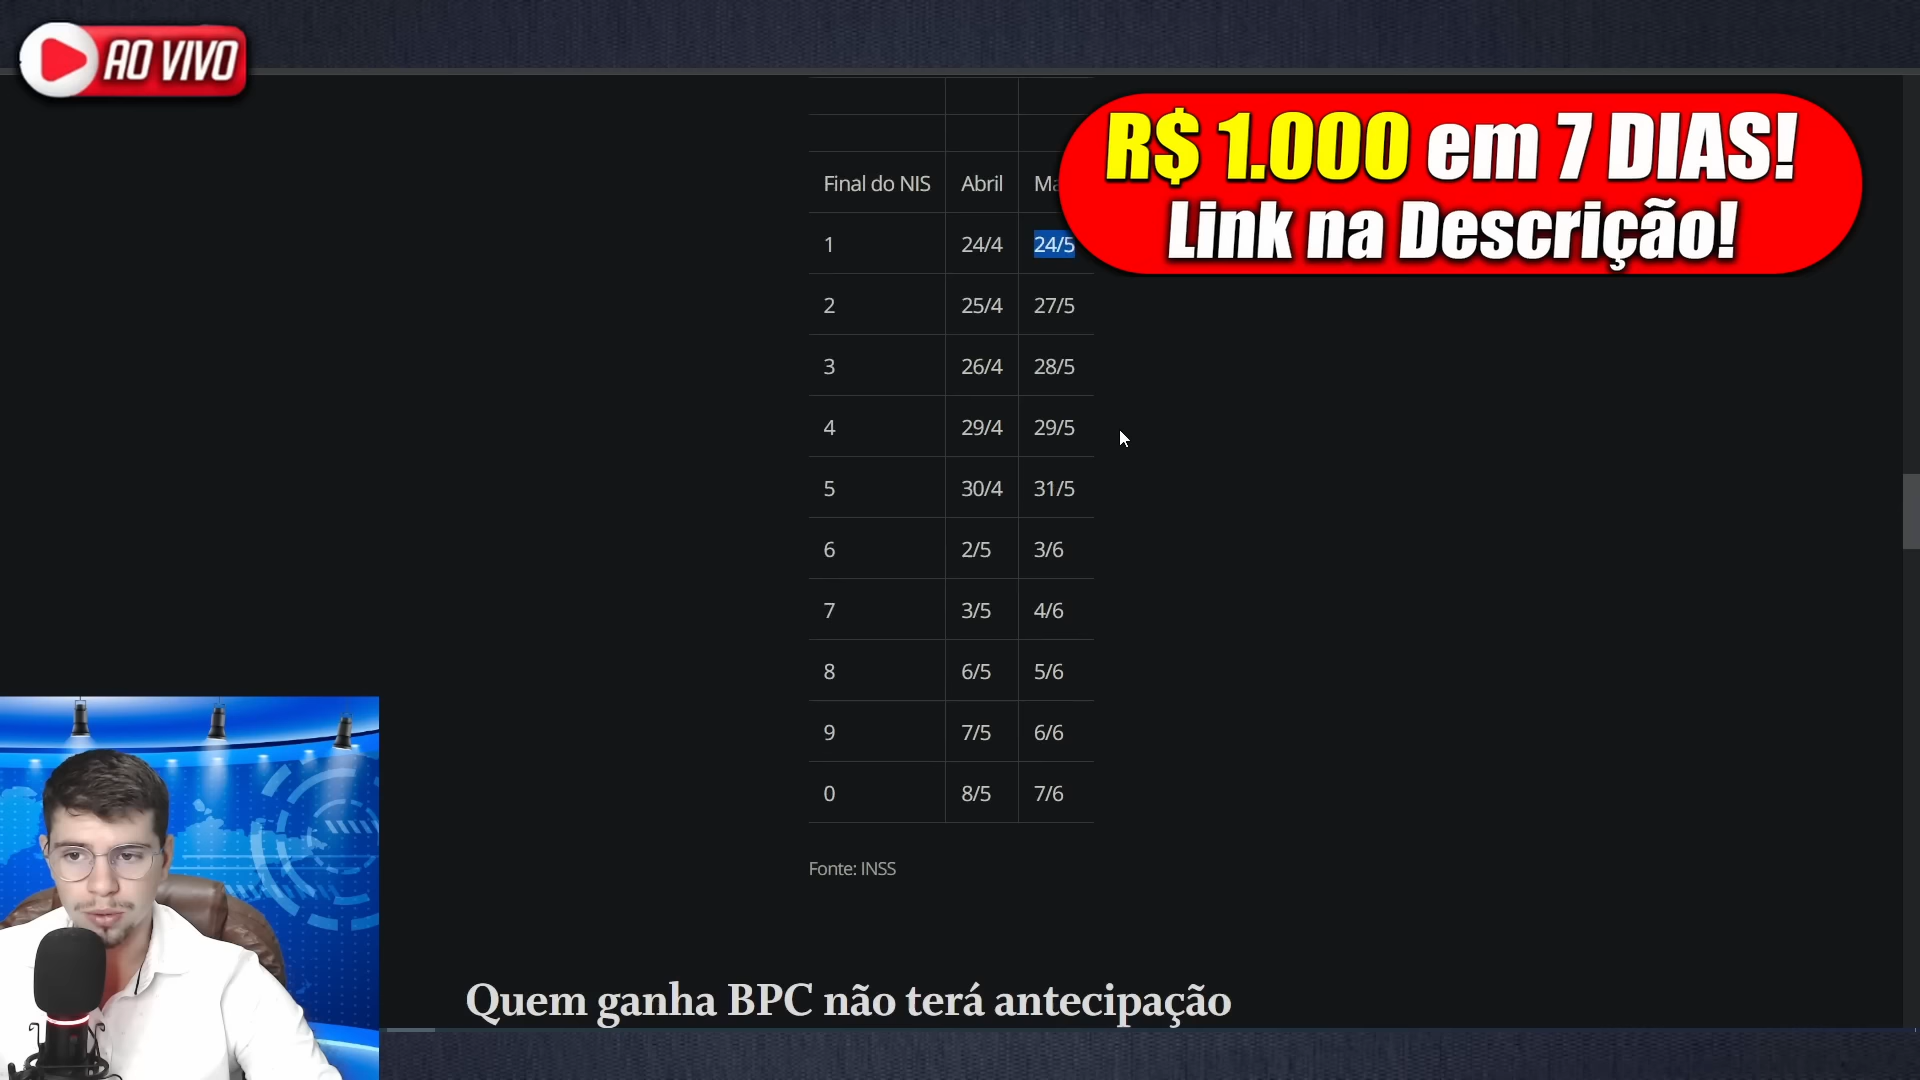 AO VIVO
R$ 1.000 em 7 DIAS!
Link na Descrição!
Final do NIS Abril Ma
1 24/4 24/5
2 25/4 27/5
3 26/4 28/5
4 29/4 29/5
5 30/4 31/5
6 2/5 3/6
7 3/5 4/6
8 6/5 5/6
9 7/5 6/6
0 8/5 7/6
Fonte: INSS
Quem ganha BPC não terá antecipação